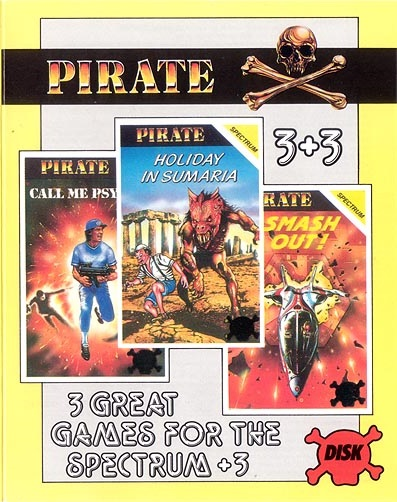 PIRATE
3+3
PIRATE
SPECTRUM
HOLIDAY
IN SUMARIA
PIRATE
CALL ME PSY
RATE
SPECTRUM
SMASH
OUT!
3 GREAT
GAMES FOR THE
SPECTRUM +3
DISK